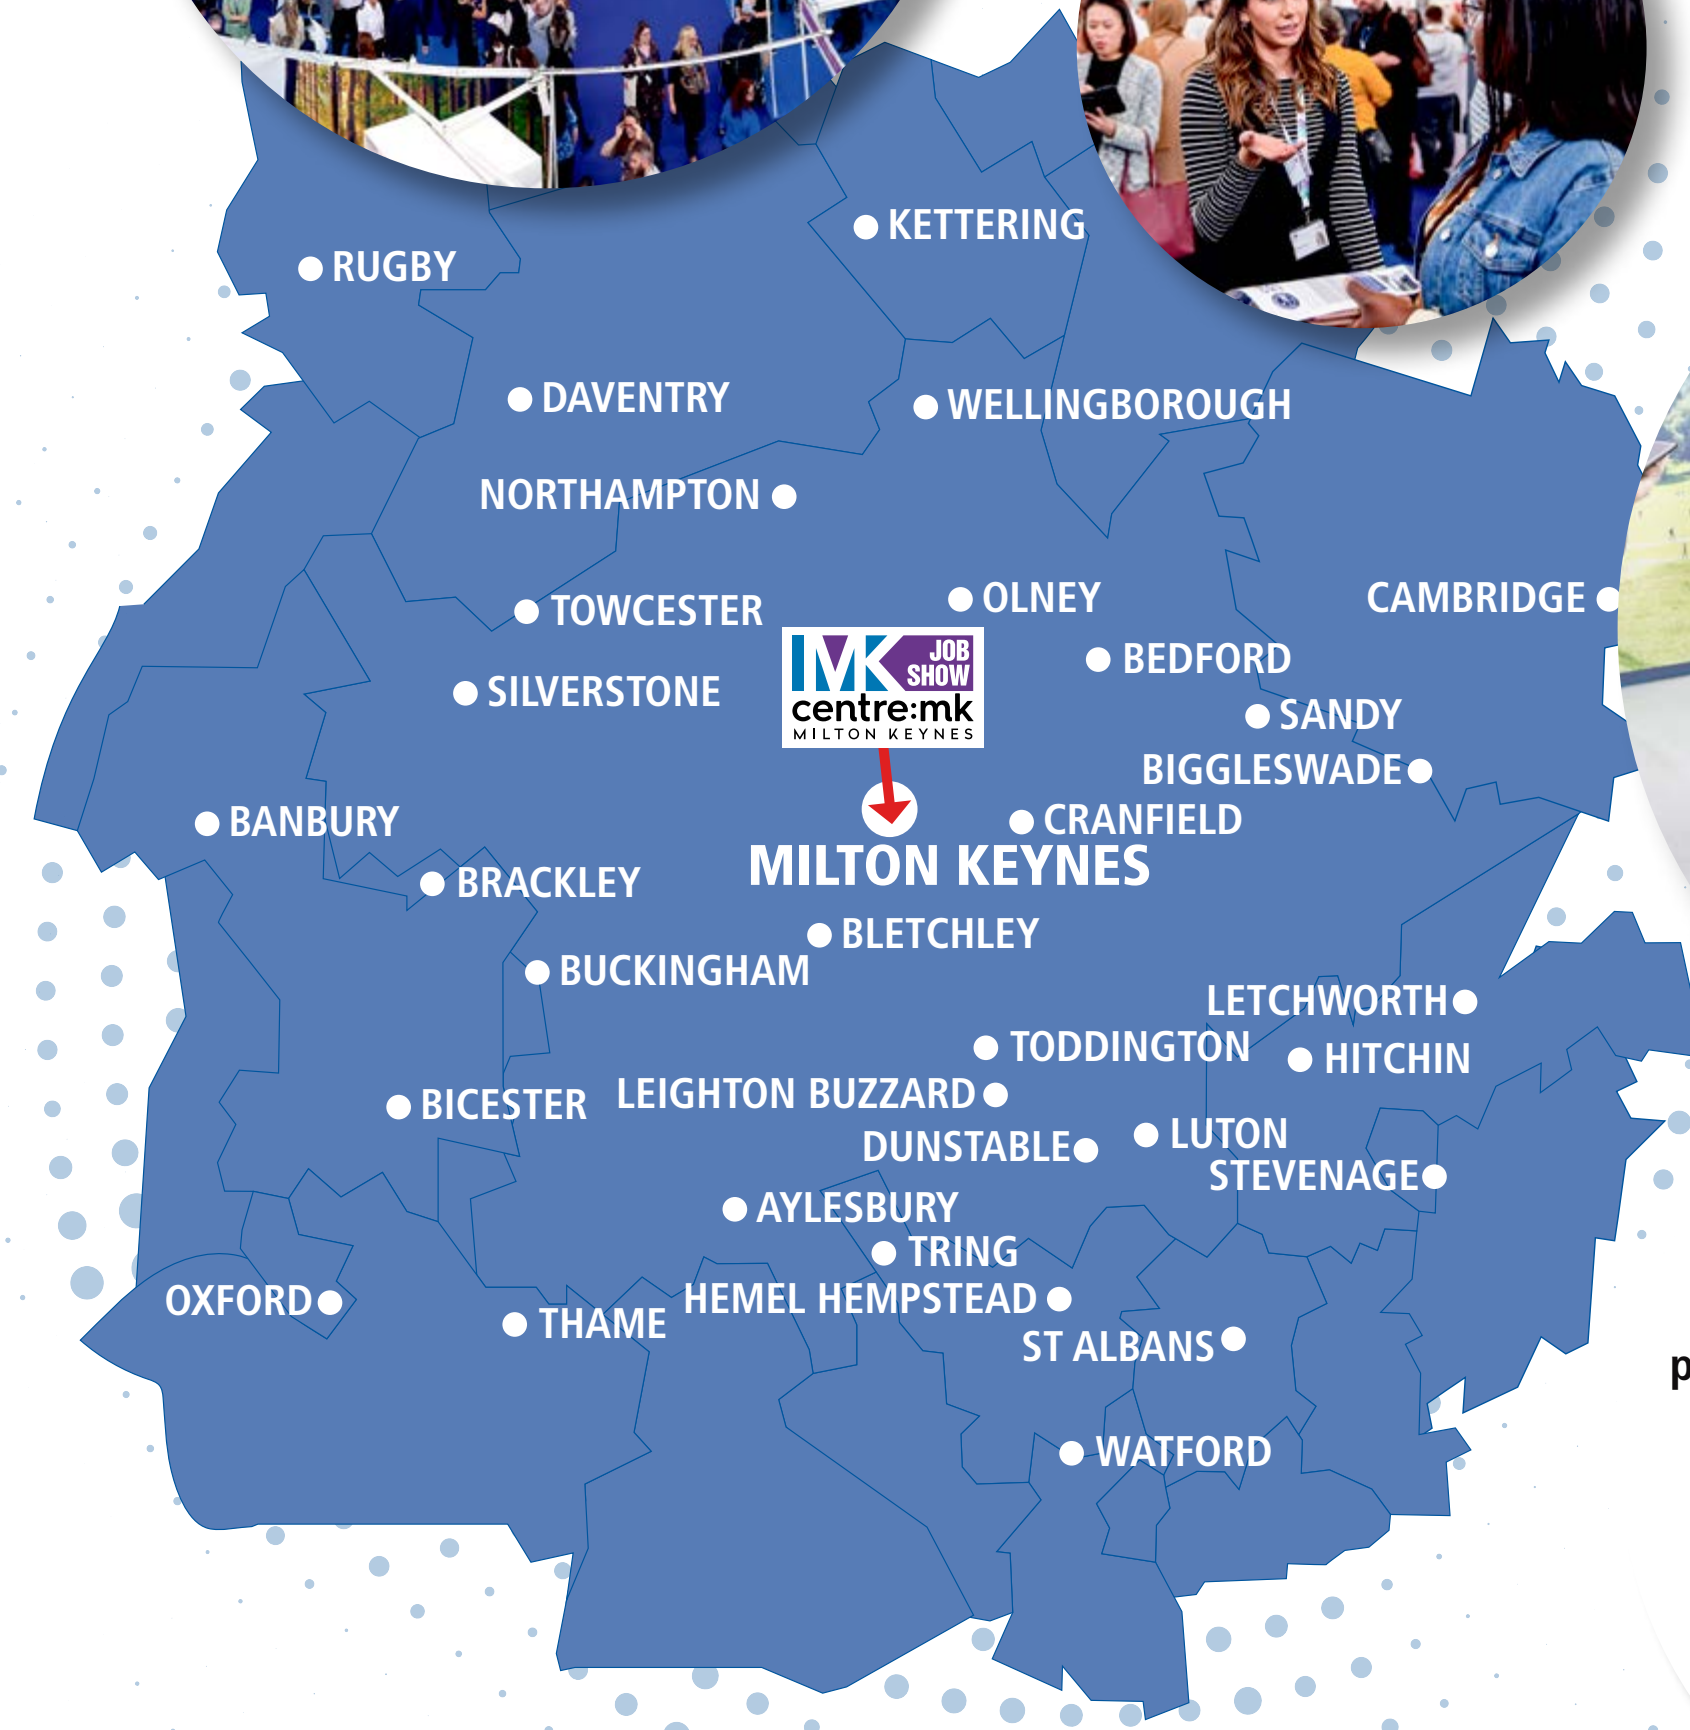 KETTERING
RUGBY
DAVENTRY
WELLINGBOROUGH
NORTHAMPTON
OLNEY
CAMBRIDGE
TOWCESTER
MK JOB
SHOW
centre:mk
MILTON KEYNES
BEDFORD
SILVERSTONE
SANDY
BIGGLESWADE
BANBURY
CRANFIELD
MILTON KEYNES
BRACKLEY
BLETCHLEY
BUCKINGHAM
LETCHWORTH
TODDINGTON
HITCHIN
LEIGHTON BUZZARD
BICESTER
LUTON
DUNSTABLE
STEVENAGE
AYLESBURY
TRING
OXFORD
HEMEL HEMPSTEAD
THAME
ST ALBANS
p
WATFORD